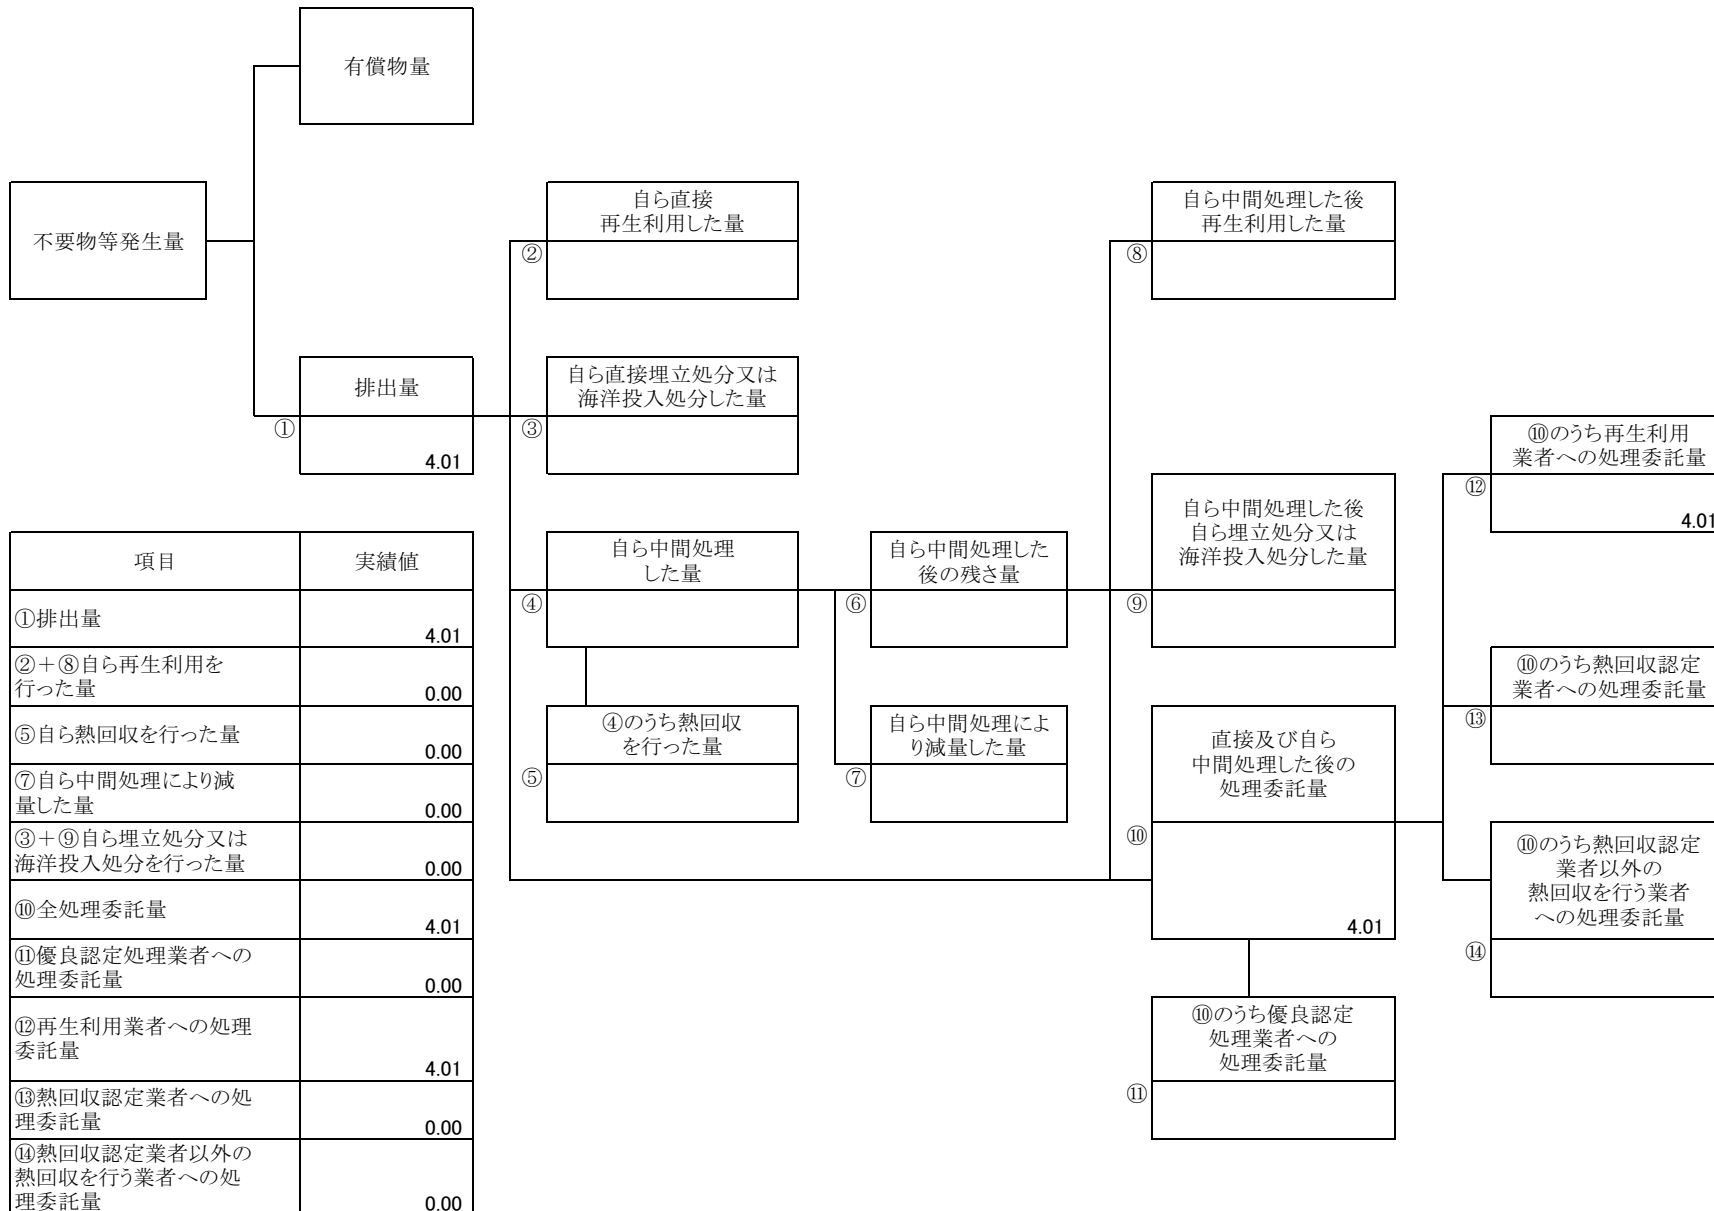 有償物量
不要物等発生量
排出量
①
4.01
自ら直接
再生利用した量
②
自ら直接埋立処分又は
海洋投入処分した量
③
自ら中間処理
した量
④
④のうち熱回収
を行った量
⑤
自ら中間処理した
後の残さ量
⑥
自ら中間処理によ
り減量した量
⑦
自ら中間処理した後
再生利用した量
⑧
自ら中間処理した後
自ら埋立処分又は
海洋投入処分した量
⑨
直接及び自ら
中間処理した後の
処理委託量
⑩
4.01
⑩のうち優良認定
処理業者への
処理委託量
⑪
⑩のうち再生利用
業者への処理委託量
⑫
4.01
⑩のうち熱回収認定
業者への処理委託量
⑬
⑩のうち熱回収認定
業者以外の
熱回収を行う業者
への処理委託量
⑭
項目 実績値
①排出量
4.01
②＋⑧自ら再生利用を
行った量
0.00
⑤自ら熱回収を行った量
0.00
⑦自ら中間処理により減
量した量
0.00
③＋⑨自ら埋立処分又は
海洋投入処分を行った量
0.00
⑩全処理委託量
4.01
⑪優良認定処理業者への
処理委託量
0.00
⑫再生利用業者への処理
委託量
4.01
⑬熱回収認定業者への処
理委託量
0.00
⑭熱回収認定業者以外の
熱回収を行う業者への処
理委託量
0.00